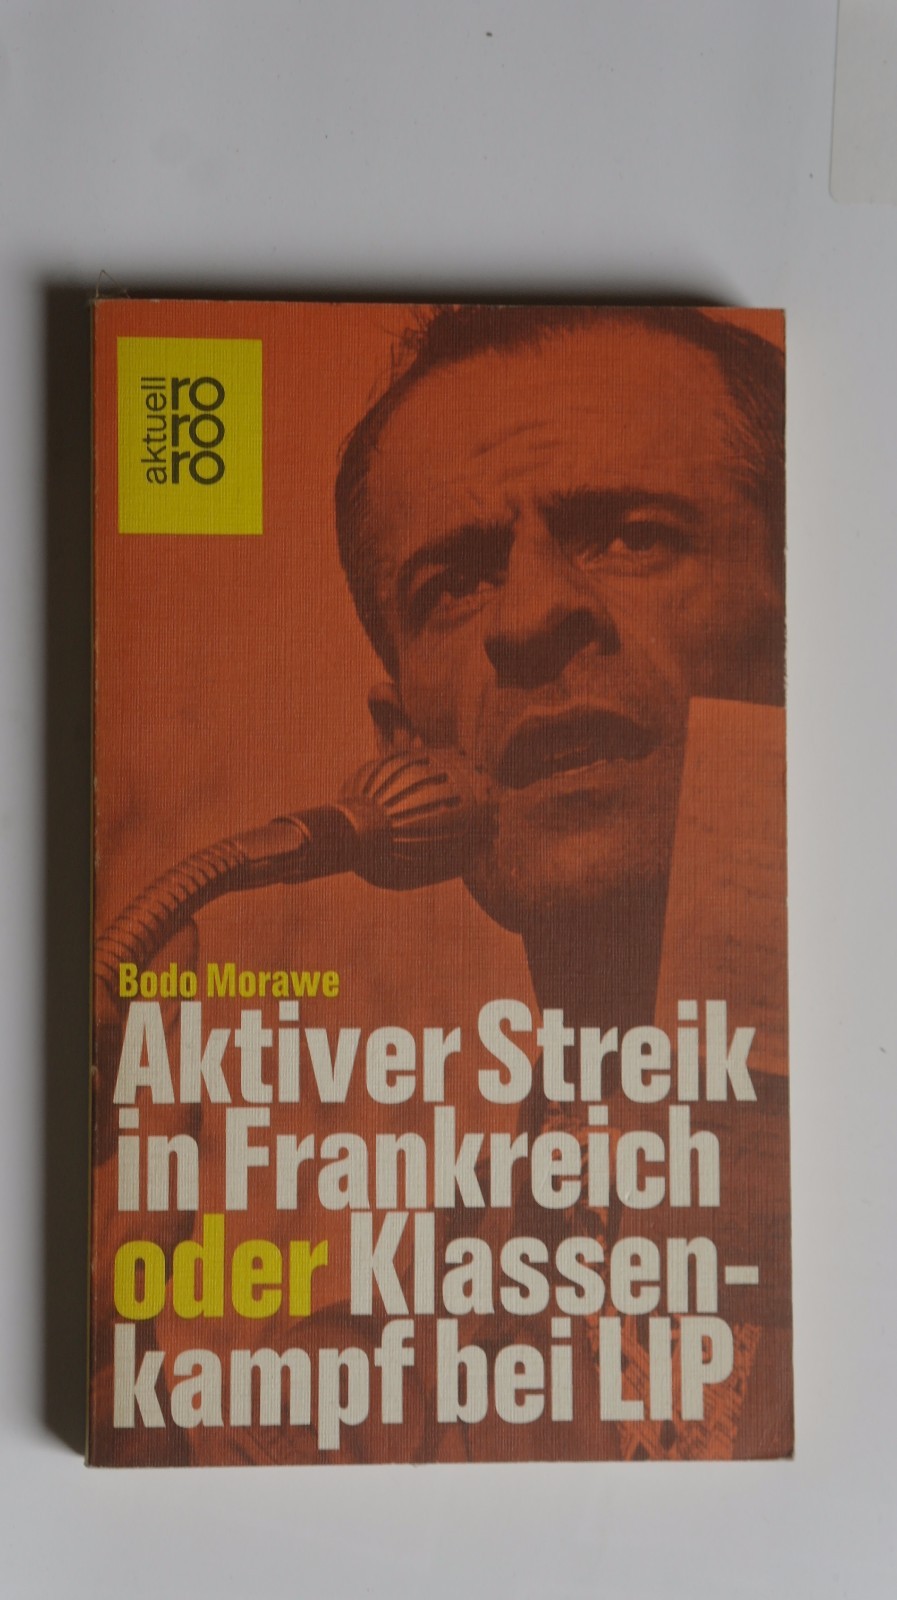 aktuell
ro
ro
ro
Bodo Morawe
Aktiver Streik
in Frankreich
oder Klassen-
kampf bei LIP